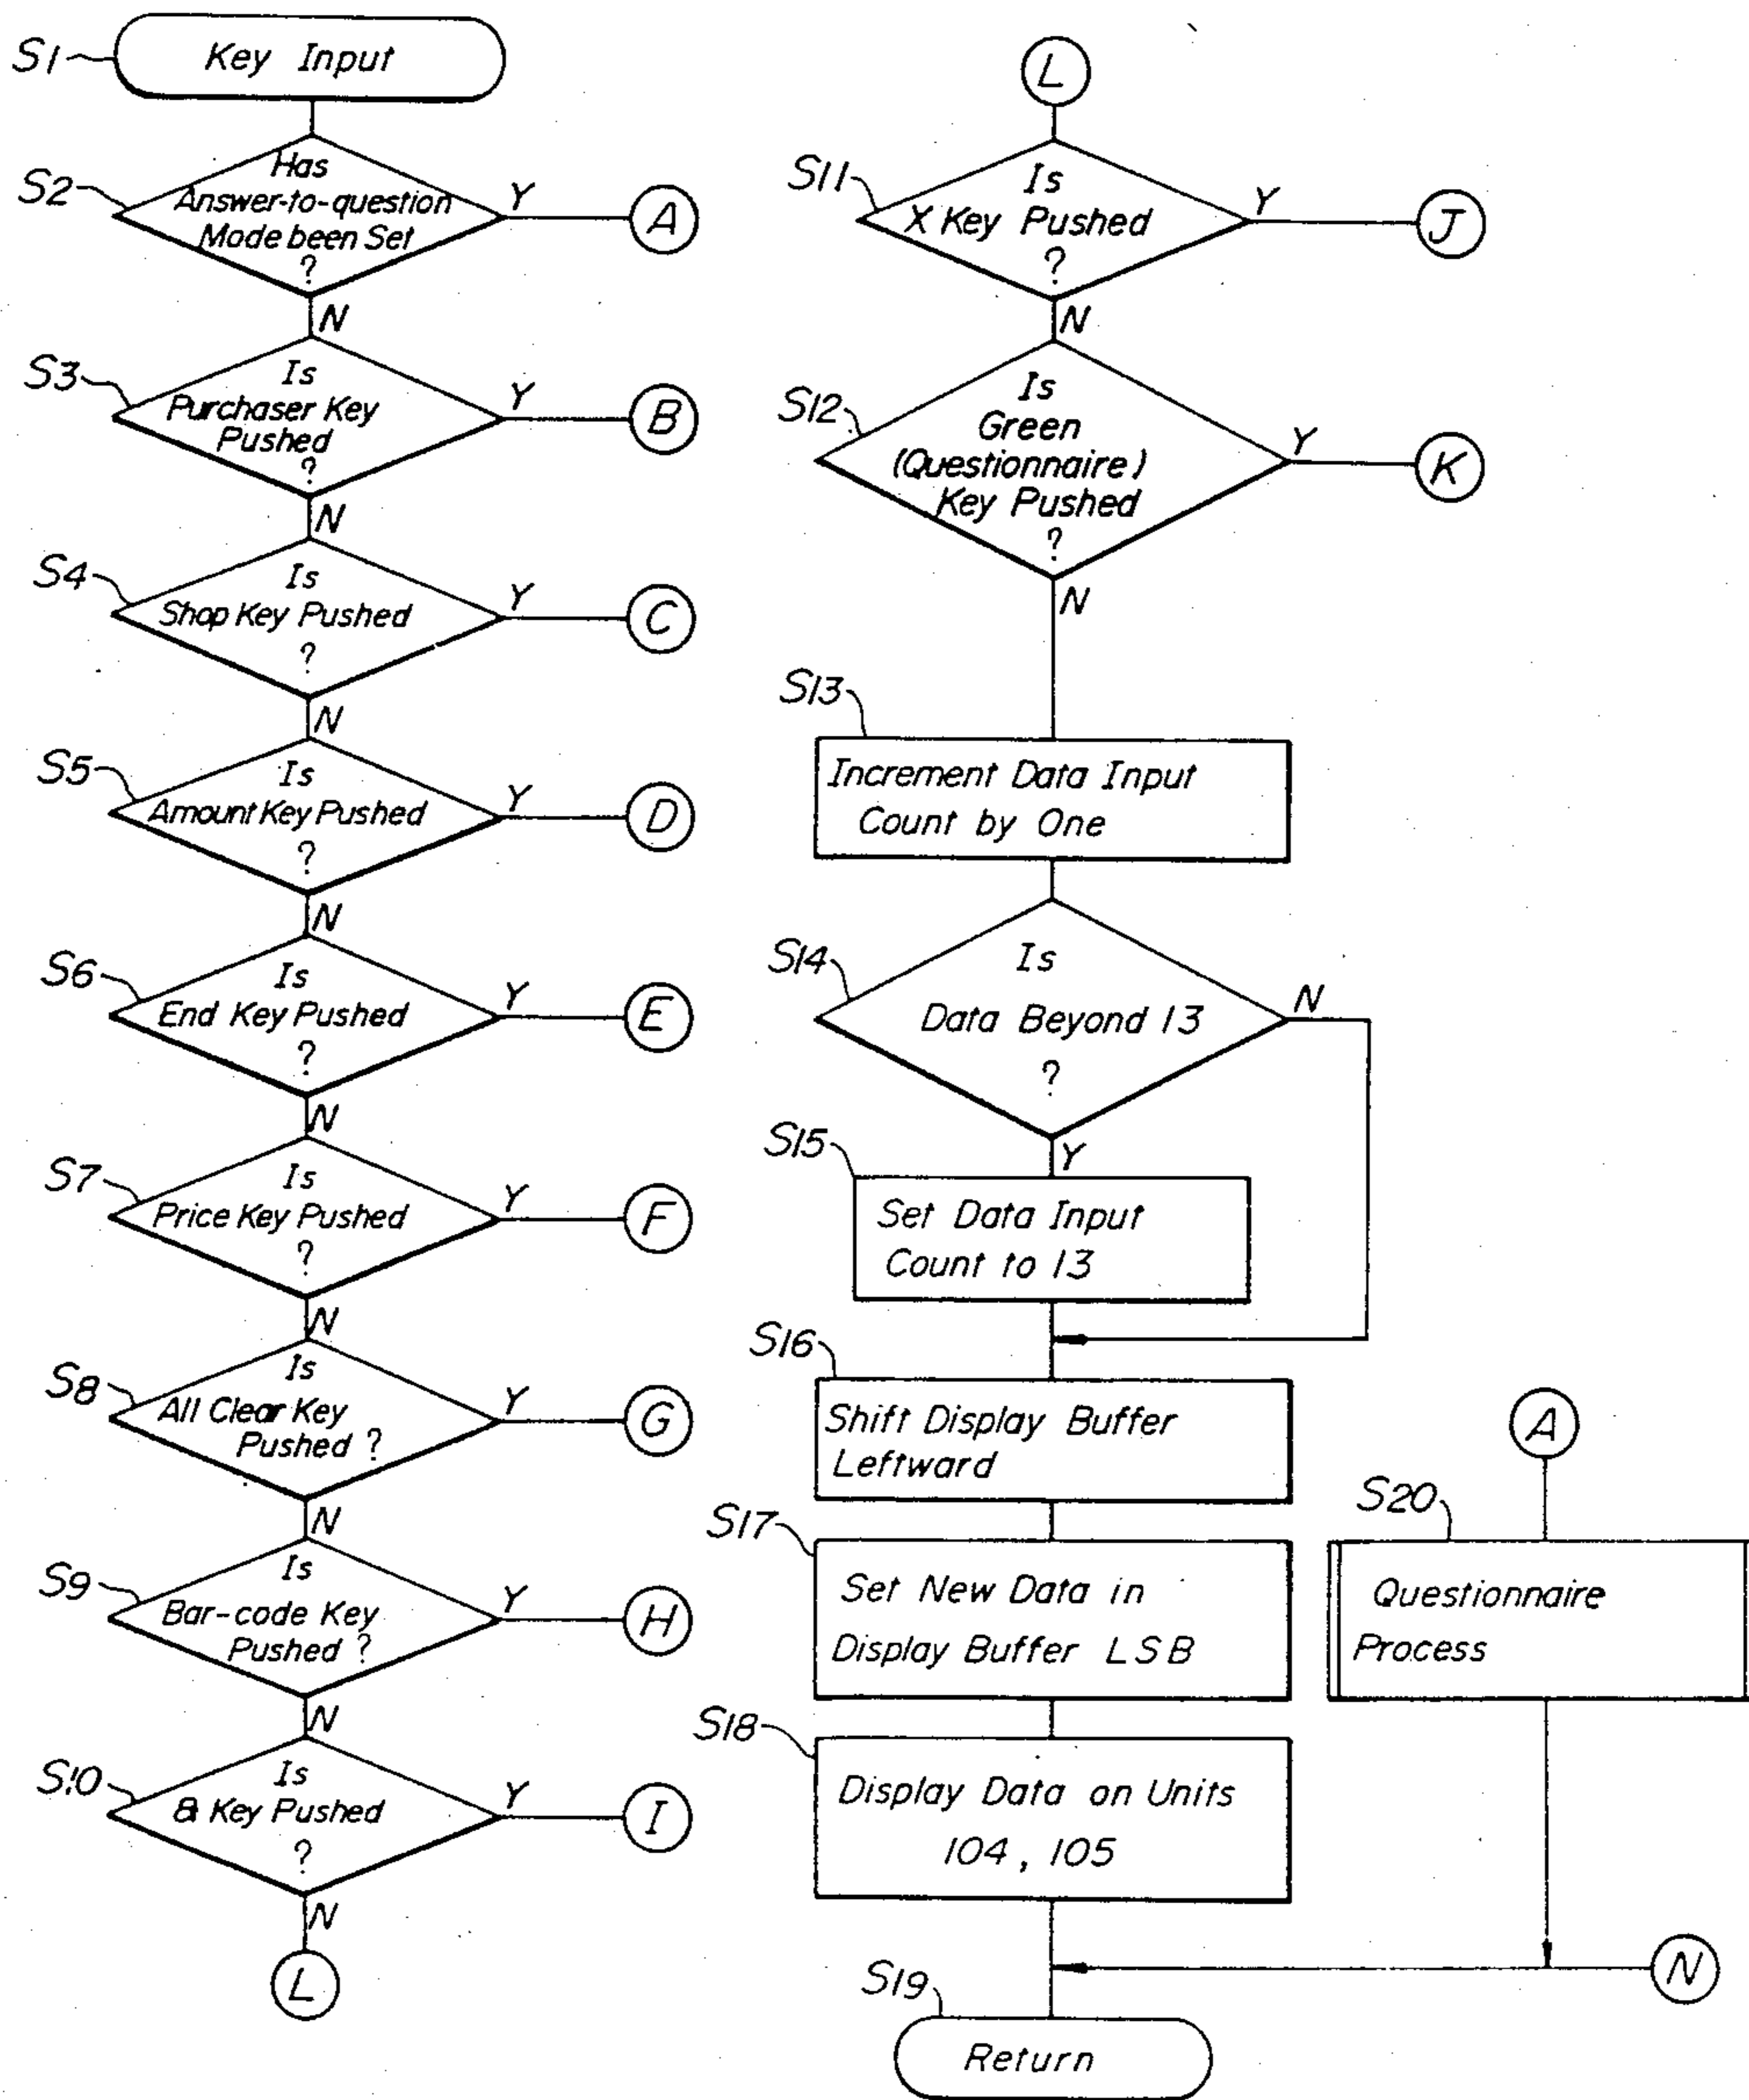 S1
Key Input
S2
Has
Answer-to-question
Mode been Set
?
Y
A
N
S3
Is
Purchaser Key
Pushed
?
Y
B
N
S4
Is
Shop Key Pushed
?
Y
C
N
S5
Is
Amount Key Pushed
?
Y
D
N
S6
Is
End Key Pushed
?
Y
E
N
S7
Is
Price Key Pushed
?
Y
F
N
S8
Is
All Clear Key
Pushed ?
Y
G
N
S9
Is
Bar-code Key
Pushed ?
Y
H
N
S10
Is
& Key Pushed
?
Y
I
N
L
L
S11
Is
X Key Pushed
?
Y
J
N
S12
Is
Green
(Questionnaire)
Key Pushed
?
Y
K
N
S13
Increment Data Input
Count by One
S14
Is
Data Beyond 13
?
N
Y
S15
Set Data Input
Count to 13
S16
Shift Display Buffer
Leftward
S17
Set New Data in
Display Buffer LSB
S18
Display Data on Units
104, 105
A
S20
Questionnaire
Process
N
S19
Return